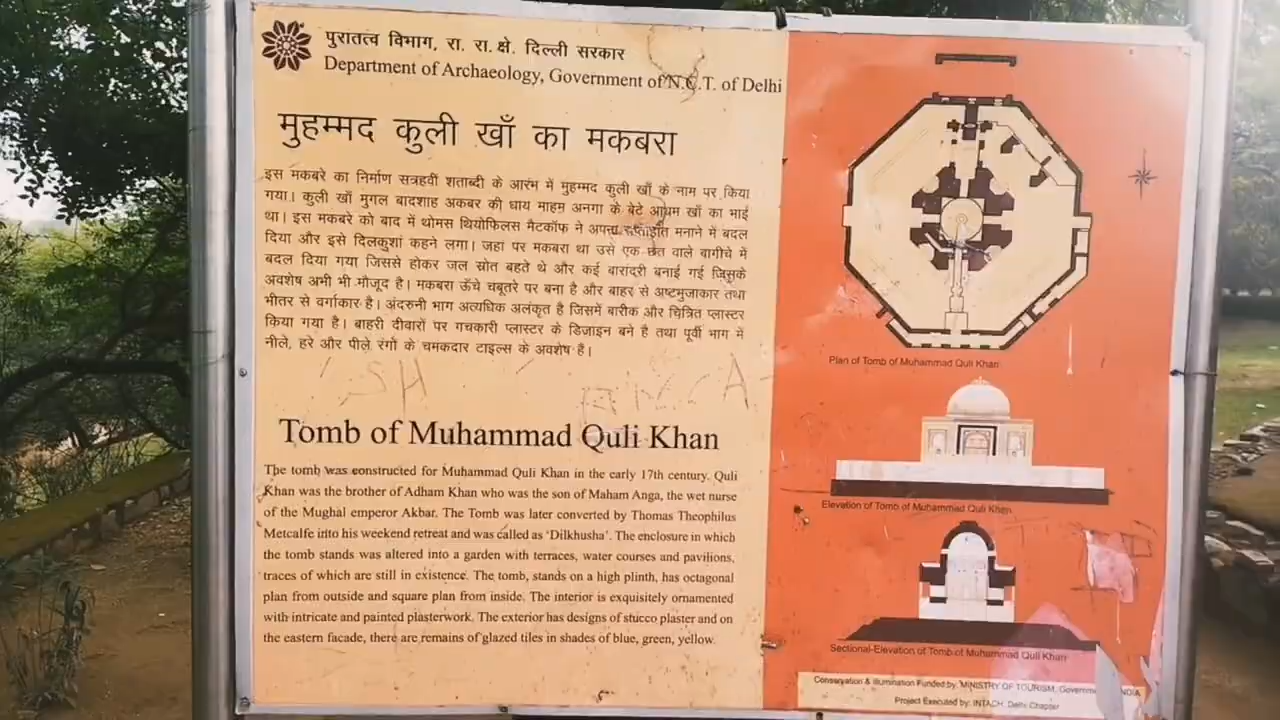 पुरातत्व विभाग, रा. रा.क्षे. दिल्ली सरकार
Department of Archaeology, Government of N.C.T. of Delhi
मुहम्मद कुली खाँ का मकबरा
इस मकबरे का निर्माण सत्रहवीं शताब्दी के आरंभ में मुहम्मद कुली खाँ के नाम पर किया
गया। कुली खाँ मुगल बादशाह अकबर की धाय माहम अनगा के बेटे आधम खाँ का भाई
था। इस मकबरे को बाद में थोमस थियोफिलस मैटकॉफ ने अपना सप्ताहांत मनाने में बदल
दिया और इसे दिलकुशां कहने लगा। जहां पर मकबरा था उसे एक छत वाले बागीचे में
बदल दिया गया जिससे होकर जल स्रोत बहते थे और कई बारांदरी बनाई गई जिसके
अवशेष अभी भी मौजूद है। मकबरा ऊँचे चबूतरे पर बना है और बाहर से अष्टभुजाकार तथा
भीतर से वर्गाकार है। अंदरुनी भाग अत्यधिक अलंकृत है जिसमें बारीक और चित्रित प्लास्टर
किया गया है। बाहरी दीवारों पर गचकारी प्लास्टर के डिज़ाइन बने है तथा पूर्वी भाग में
नीले, हरे और पीले रंगों के चमकदार टाइल्स के अवशेष है।
SH
Tomb of Muhammad Quli Khan
The tomb was constructed for Muhammad Quli Khan in the early 17th century. Quli
Khan was the brother of Adham Khan who was the son of Maham Anga, the wet nurse
of the Mughal emperor Akbar. The Tomb was later converted by Thomas Theophilus
Metcalfe into his weekend retreat and was called as ‘Dilkhusha’. The enclosure in which
the tomb stands was altered into a garden with terraces, water courses and pavilions,
traces of which are still in existence. The tomb, stands on a high plinth, has octagonal
plan from outside and square plan from inside. The interior is exquisitely ornamented
with intricate and painted plasterwork. The exterior has designs of stucco plaster and on
the eastern facade, there are remains of glazed tiles in shades of blue, green, yellow.
Plan of Tomb of Muhammad Quli Khan
Elevation of Tomb of Muhammad Quli Khan
Sectional-Elevation of Tomb of Muhammad Quli Khan
Conservation & Illumination Funded by: MINISTRY OF TOURISM,
Project Executed by: INTACH, Delhi Chapter